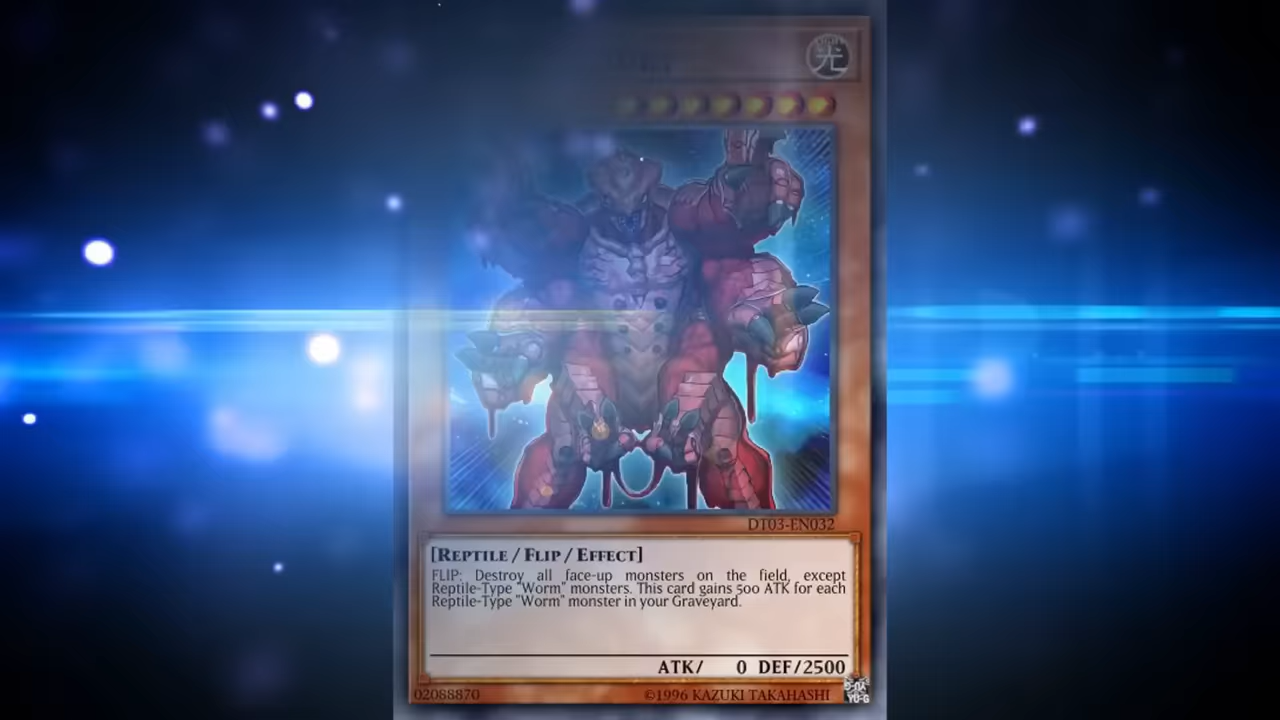 光
DT03-EN032
[REPTILE / FLIP / EFFECT]
FLIP: Destroy all face-up monsters on the field, except
Reptile-Type "Worm" monsters. This card gains 500 ATK for each
Reptile-Type "Worm" monster in your Graveyard.
ATK/ 0 DEF/2500
02088870
©1996 KAZUKI TAKAHASHI